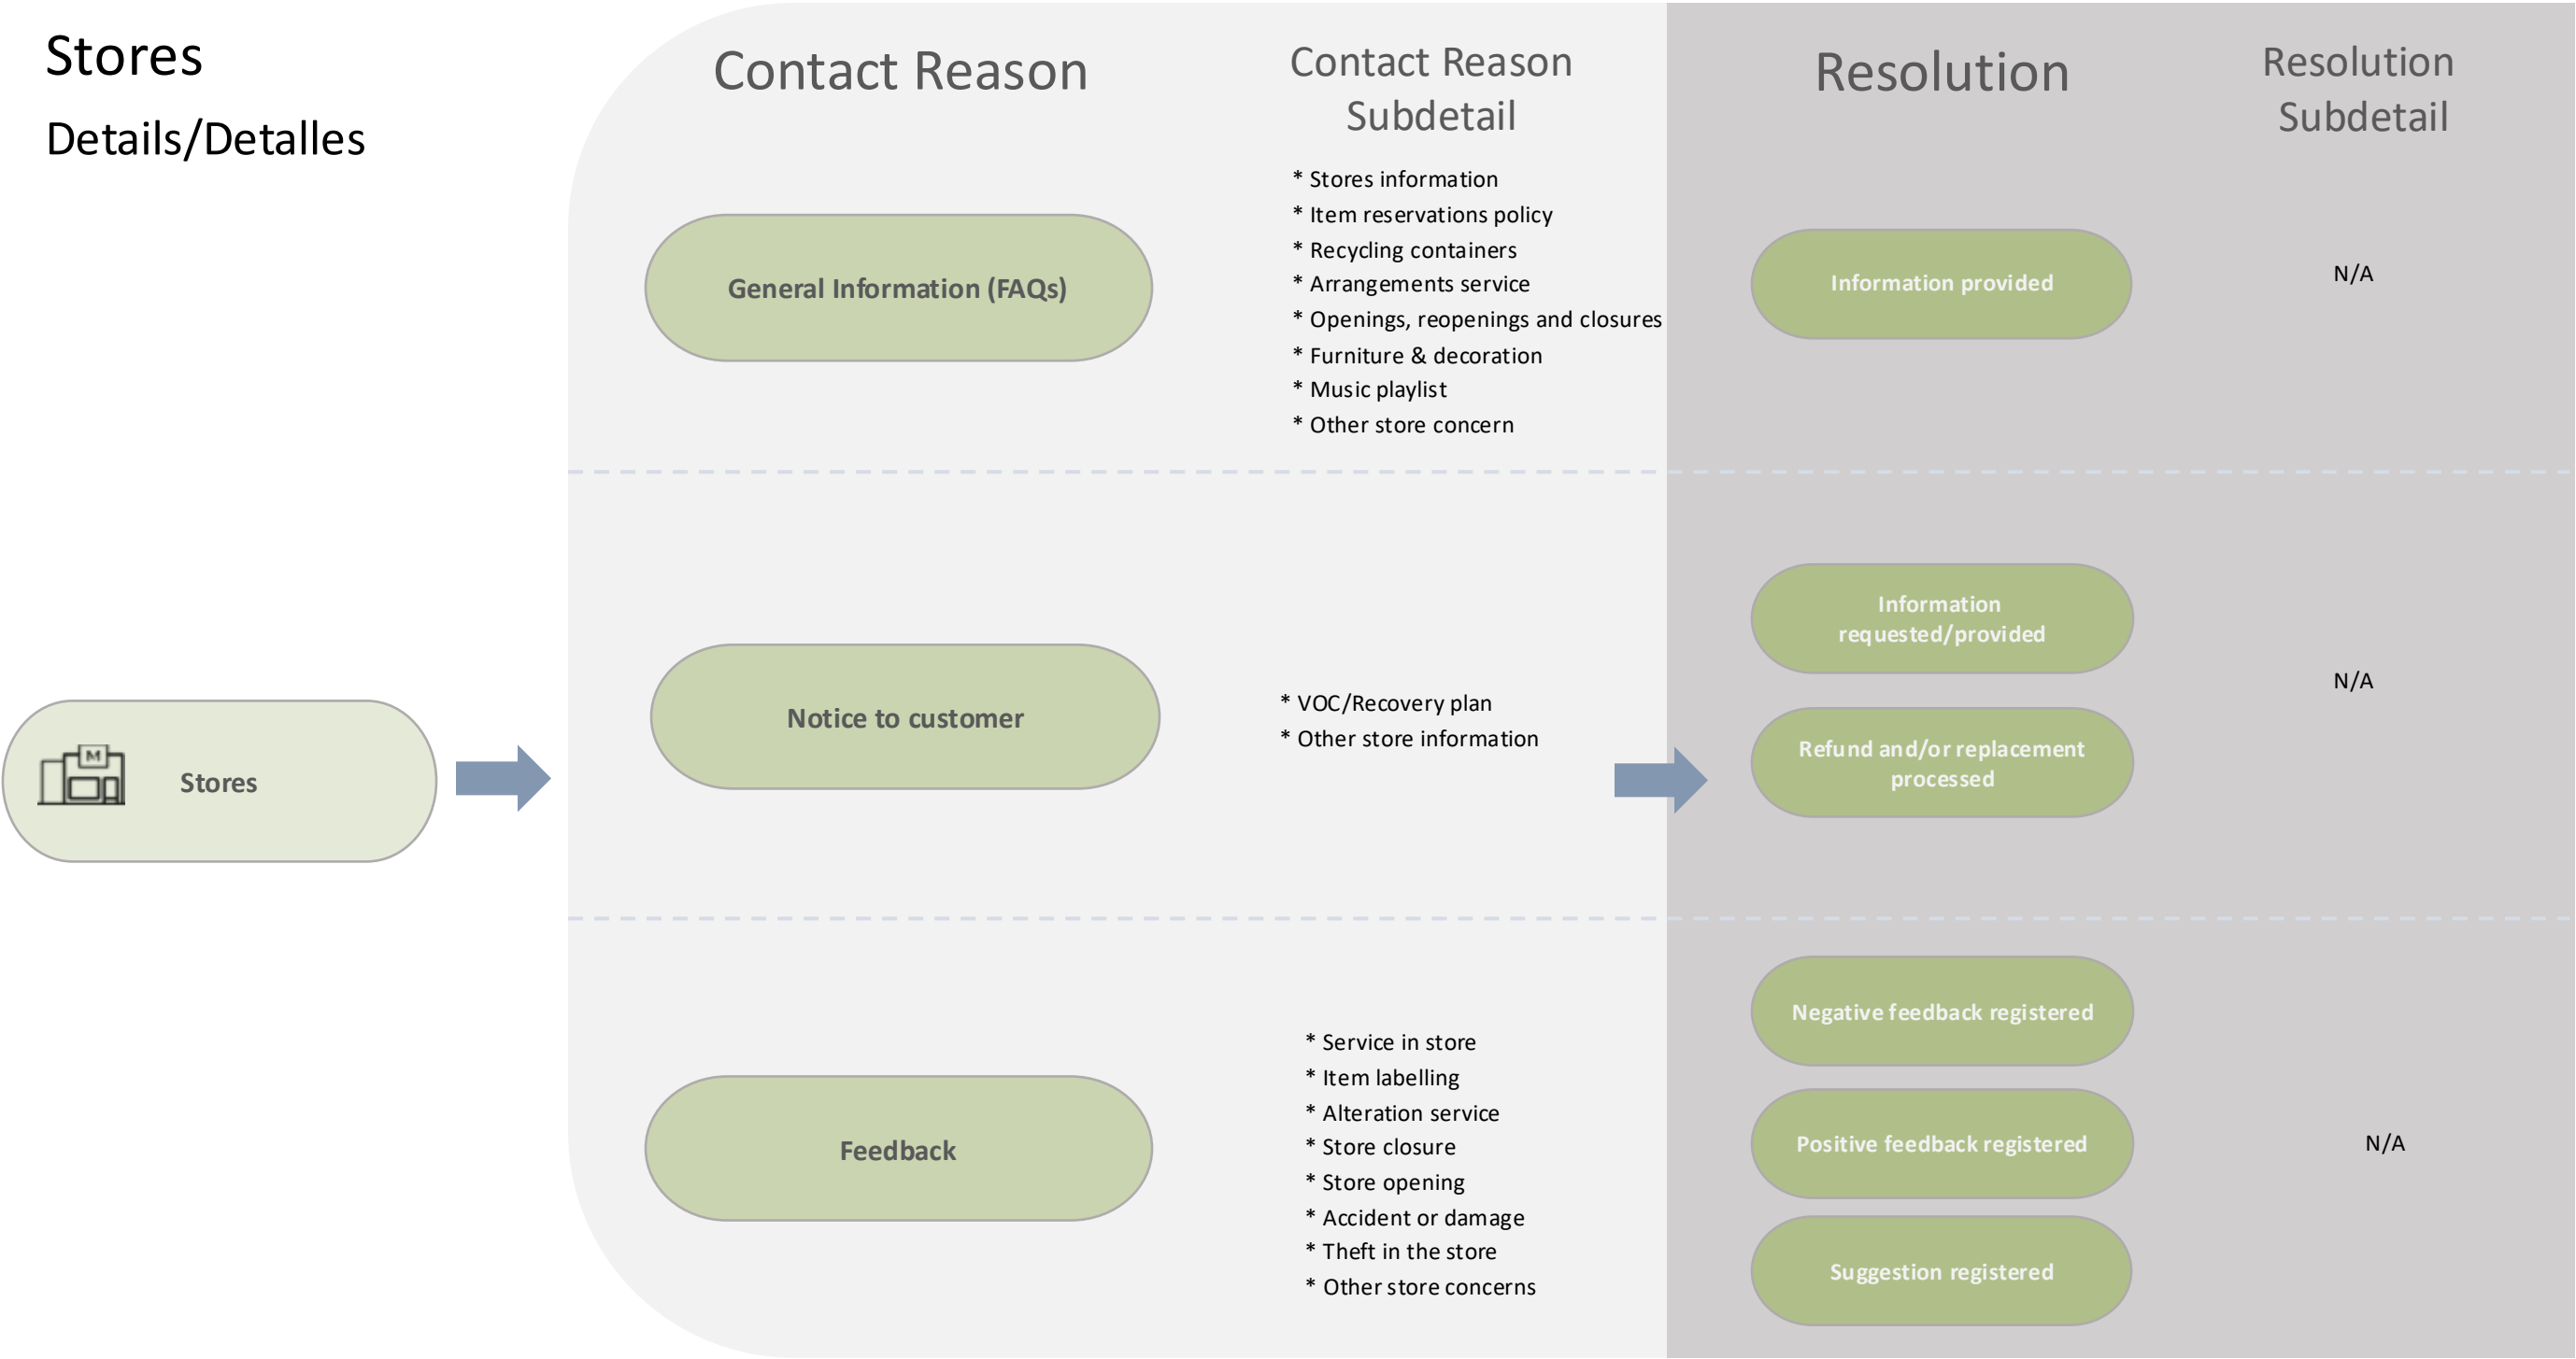 Stores
Details/Detalles
Contact Reason
Contact Reason
Subdetail
Resolution
Resolution
Subdetail
General Information (FAQs)
* Stores information
* Item reservations policy
* Recycling containers
* Arrangements service
* Openings, reopenings and closures
* Furniture & decoration
* Music playlist
* Other store concern
Information provided
N/A
M
Stores
Notice to customer
* VOC/Recovery plan
* Other store information
Information
requested/provided
Refund and/or replacement
processed
N/A
Feedback
* Service in store
* Item labelling
* Alteration service
* Store closure
* Store opening
* Accident or damage
* Theft in the store
* Other store concerns
Negative feedback registered
Positive feedback registered
Suggestion registered
N/A